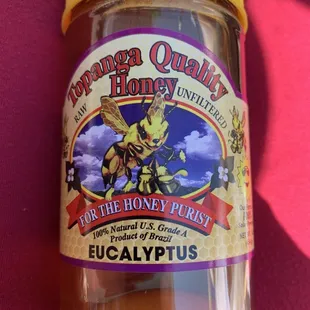 Topanga Quality
Honey
RAW
UNFILTERED
FOR THE HONEY PURIST
100% Natural U.S. Grade A
Product of Brazil
EUCALYPTUS